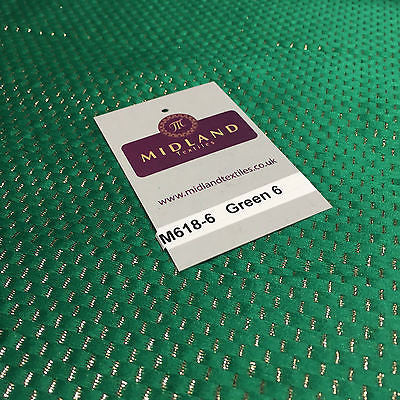 M
MIDLAND
Textiles
www.midlandtextiles.co.uk
M618-6 Green 6